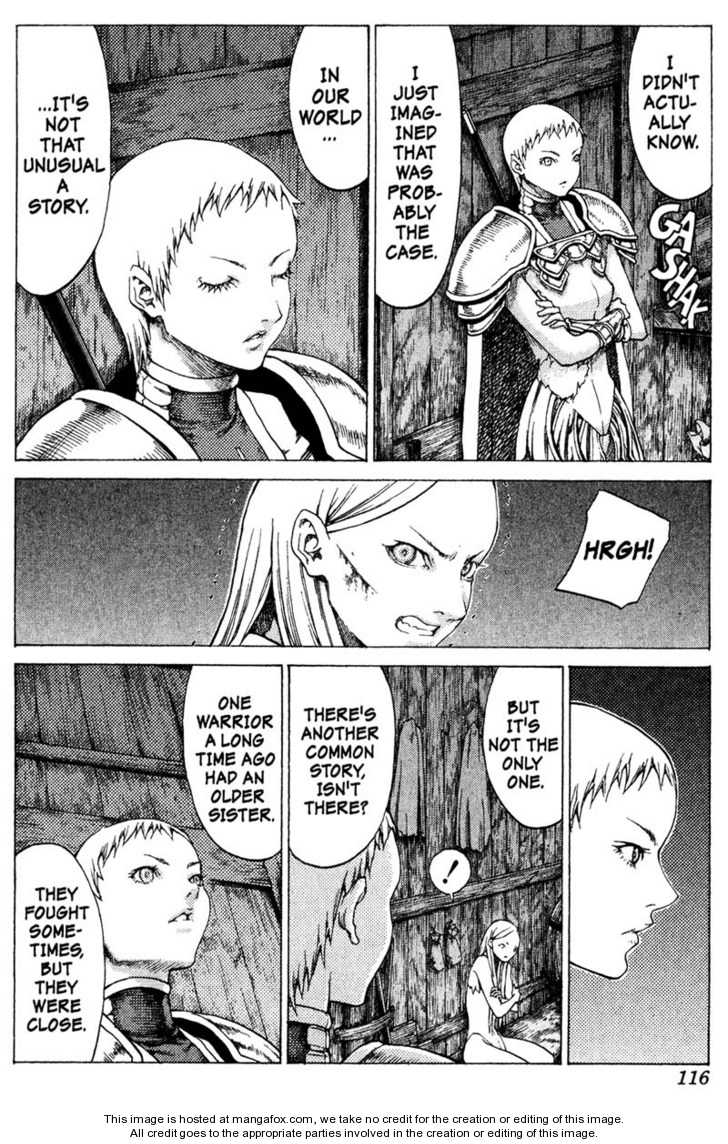 I
DIDN'T
ACTU-
ALLY
KNOW.
GASHAK
I
JUST
IMAG-
INED
THAT
WAS
PROB-
ABLY
THE
CASE.
IN
OUR
WORLD
...
...IT'S
NOT
THAT
UNUSUAL
A
STORY.
HRGH!
BUT
IT'S
NOT THE
ONLY
ONE.
!
THERE'S
ANOTHER
COMMON
STORY,
ISN'T
THERE?
ONE
WARRIOR
A LONG
TIME AGO
HAD AN
OLDER
SISTER.
THEY
FOUGHT
SOME-
TIMES,
BUT
THEY
WERE
CLOSE.
116
This image is hosted at mangafox.com, we take no credit for the creation or editing of this image.
All credit goes to the appropriate parties involved in the creation or editing of this image.